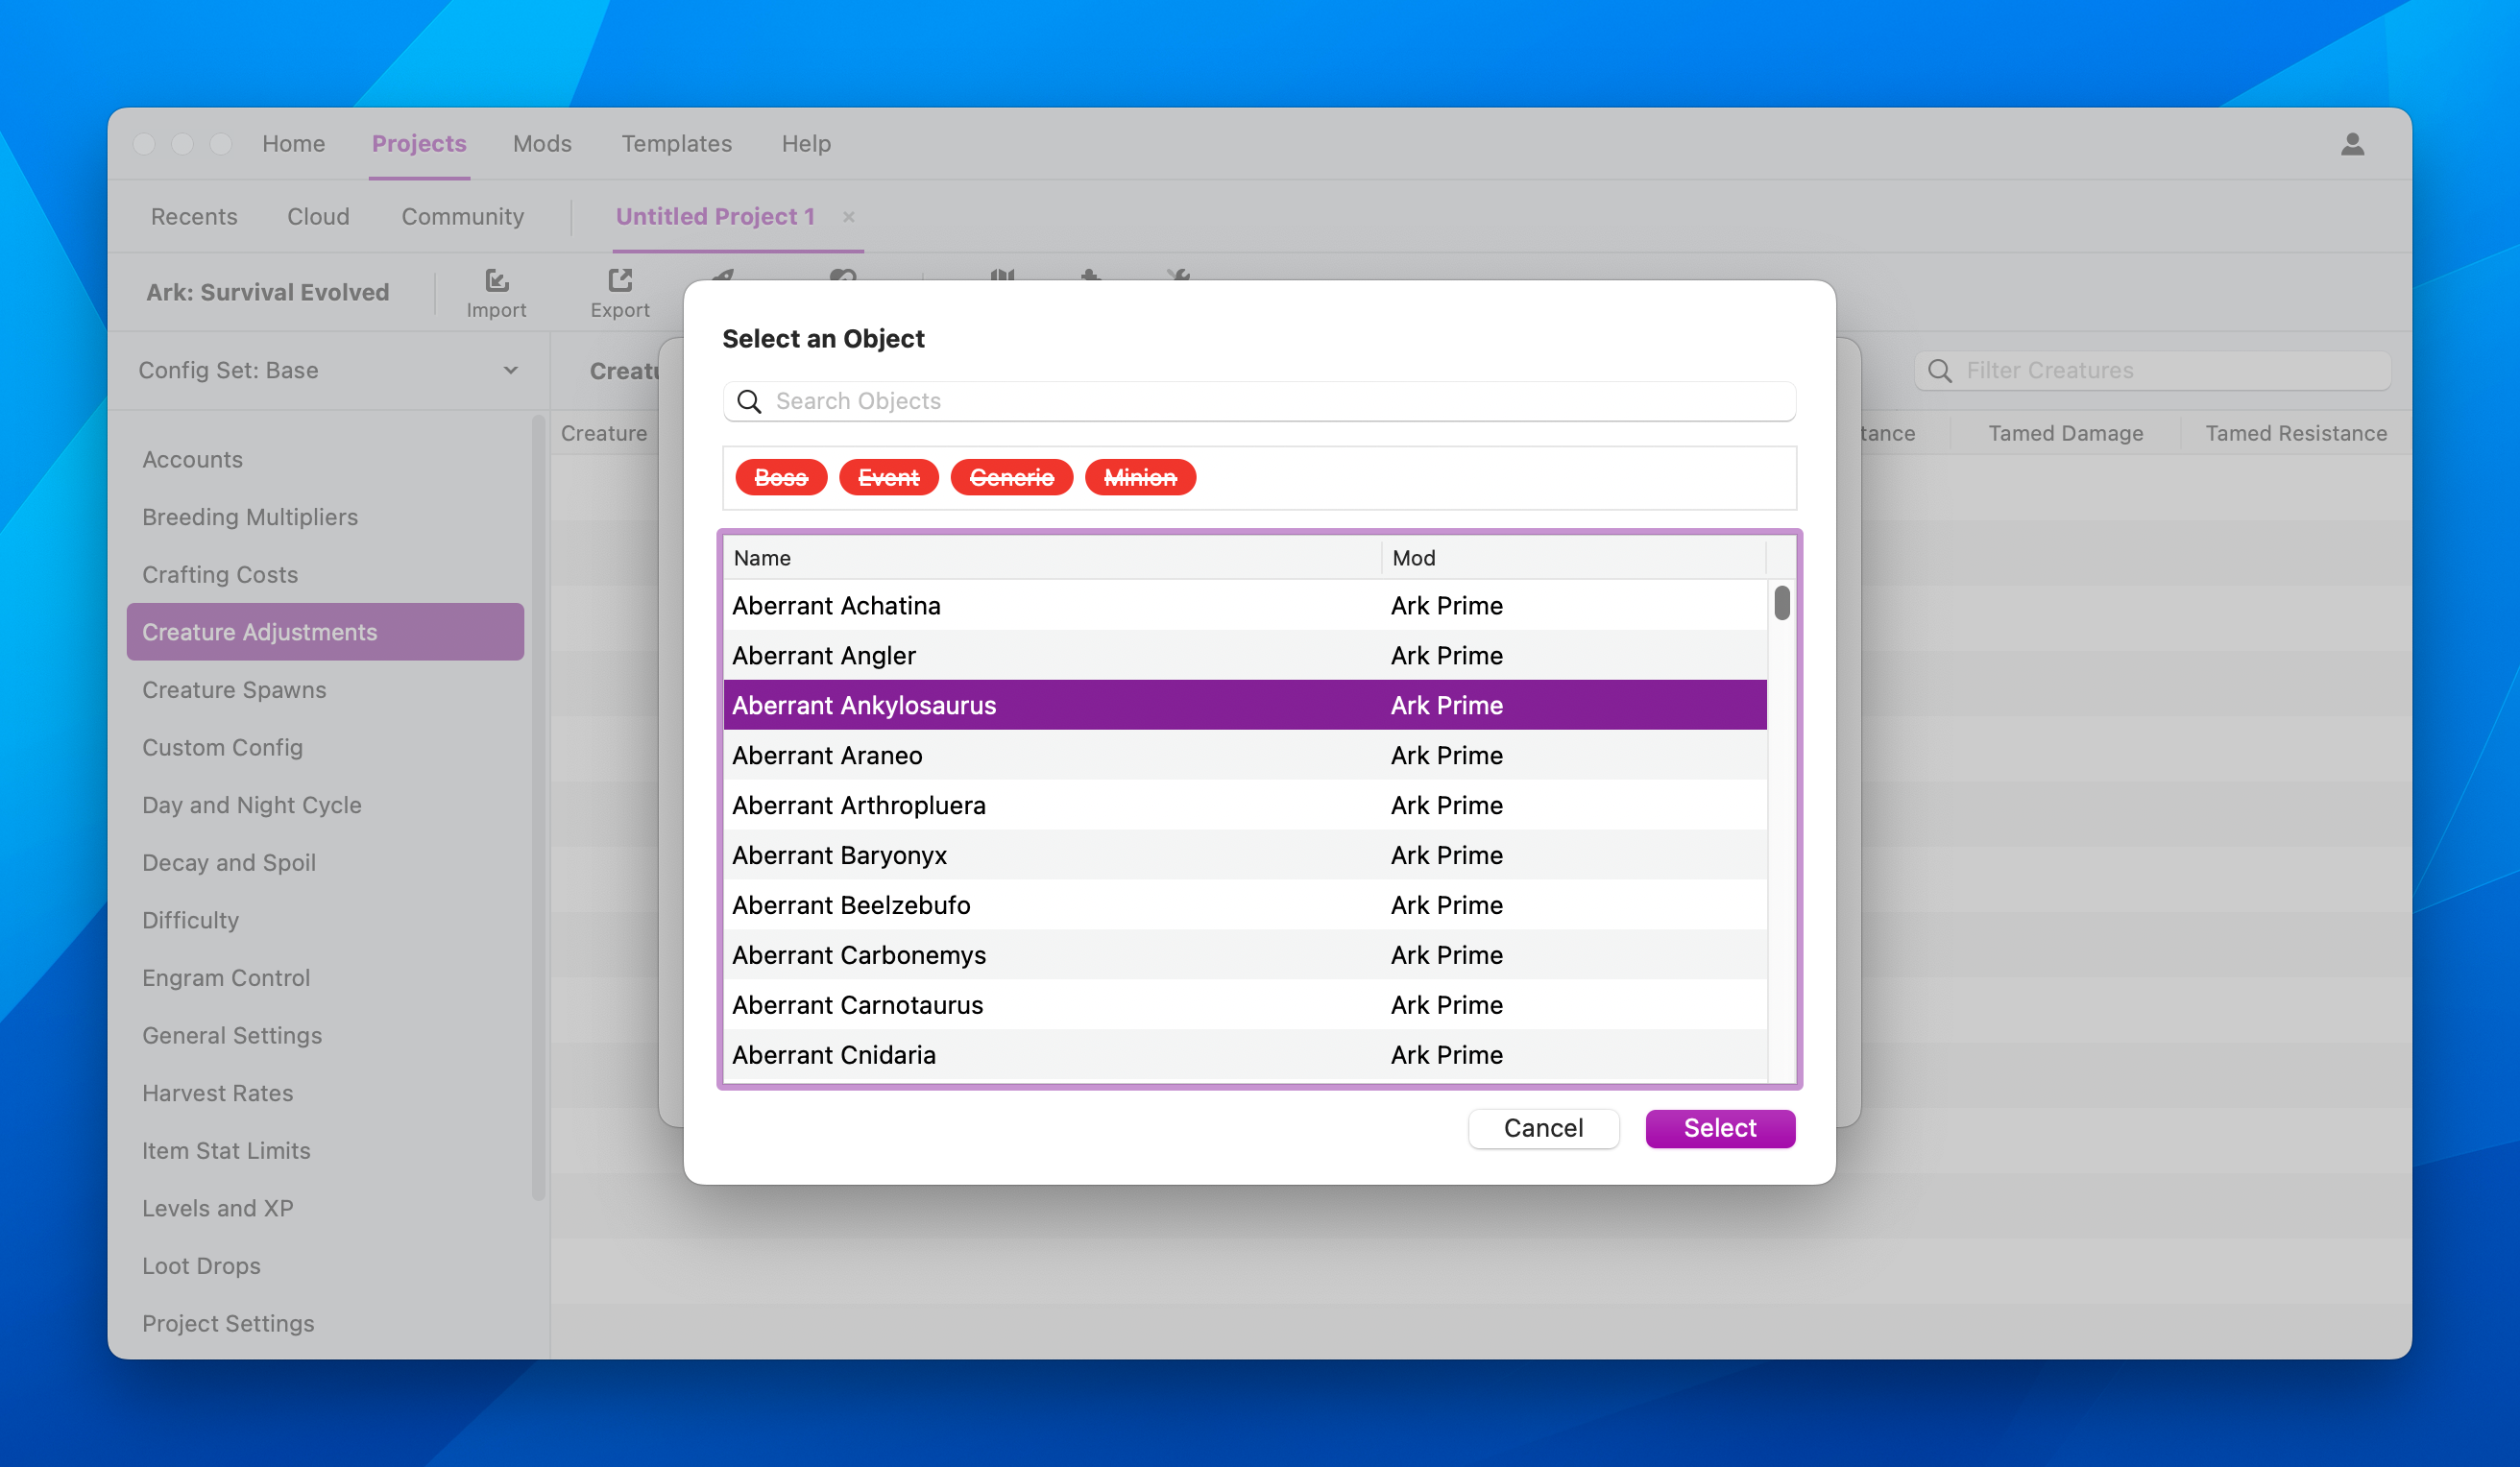 Home Projects Mods Templates Help
Recents Cloud Community Untitled Project 1
Ark: Survival Evolved Import Export
Config Set: Base
Filter Creatures
Creature
Tamed Damage Tamed Resistance
Accounts
Breeding Multipliers
Crafting Costs
Creature Adjustments
Creature Spawns
Custom Config
Day and Night Cycle
Decay and Spoil
Difficulty
Engram Control
General Settings
Harvest Rates
Item Stat Limits
Levels and XP
Loot Drops
Project Settings
Select an Object
Search Objects
Boss Event Generic Minion
Name Mod
Aberrant Achatina Ark Prime
Aberrant Angler Ark Prime
Aberrant Ankylosaurus Ark Prime
Aberrant Araneo Ark Prime
Aberrant Arthropluera Ark Prime
Aberrant Baryonyx Ark Prime
Aberrant Beelzebufo Ark Prime
Aberrant Carbonemys Ark Prime
Aberrant Carnotaurus Ark Prime
Aberrant Cnidaria Ark Prime
Cancel Select